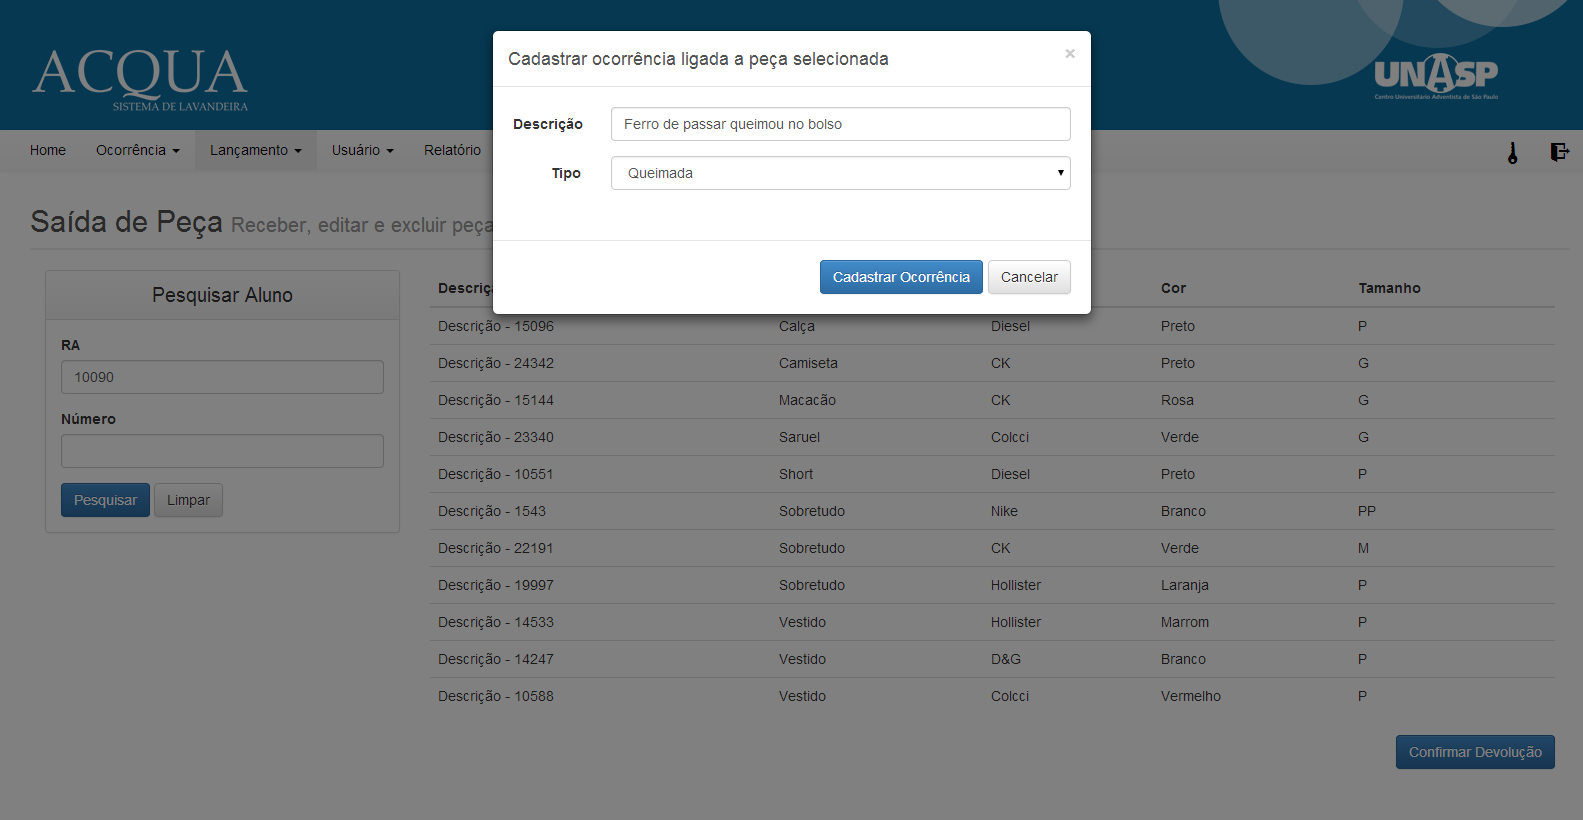 ACQUA
SISTEMA DE LAVANDEIRA
UNASP
Centro Universitário Adventista de São Paulo
Cadastrar ocorrência ligada a peça selecionada ×
Descrição Ferro de passar queimou no bolso
Tipo Queimada
Cadastrar Ocorrência Cancelar
Home Ocorrência Lançamento Usuário Relatório
Saída de Peça Receber, editar e excluir peça
Pesquisar Aluno
RA
10090
Número
Pesquisar Limpar
Descriç Cor Tamanho
Descrição - 15096 Calça Diesel Preto P
Descrição - 24342 Camiseta CK Preto G
Descrição - 15144 Macacão CK Rosa G
Descrição - 23340 Saruel Colcci Verde G
Descrição - 10551 Short Diesel Preto P
Descrição - 1543 Sobretudo Nike Branco PP
Descrição - 22191 Sobretudo CK Verde M
Descrição - 19997 Sobretudo Hollister Laranja P
Descrição - 14533 Vestido Hollister Marrom P
Descrição - 14247 Vestido D&G Branco P
Descrição - 10588 Vestido Colcci Vermelho P
Confirmar Devolução